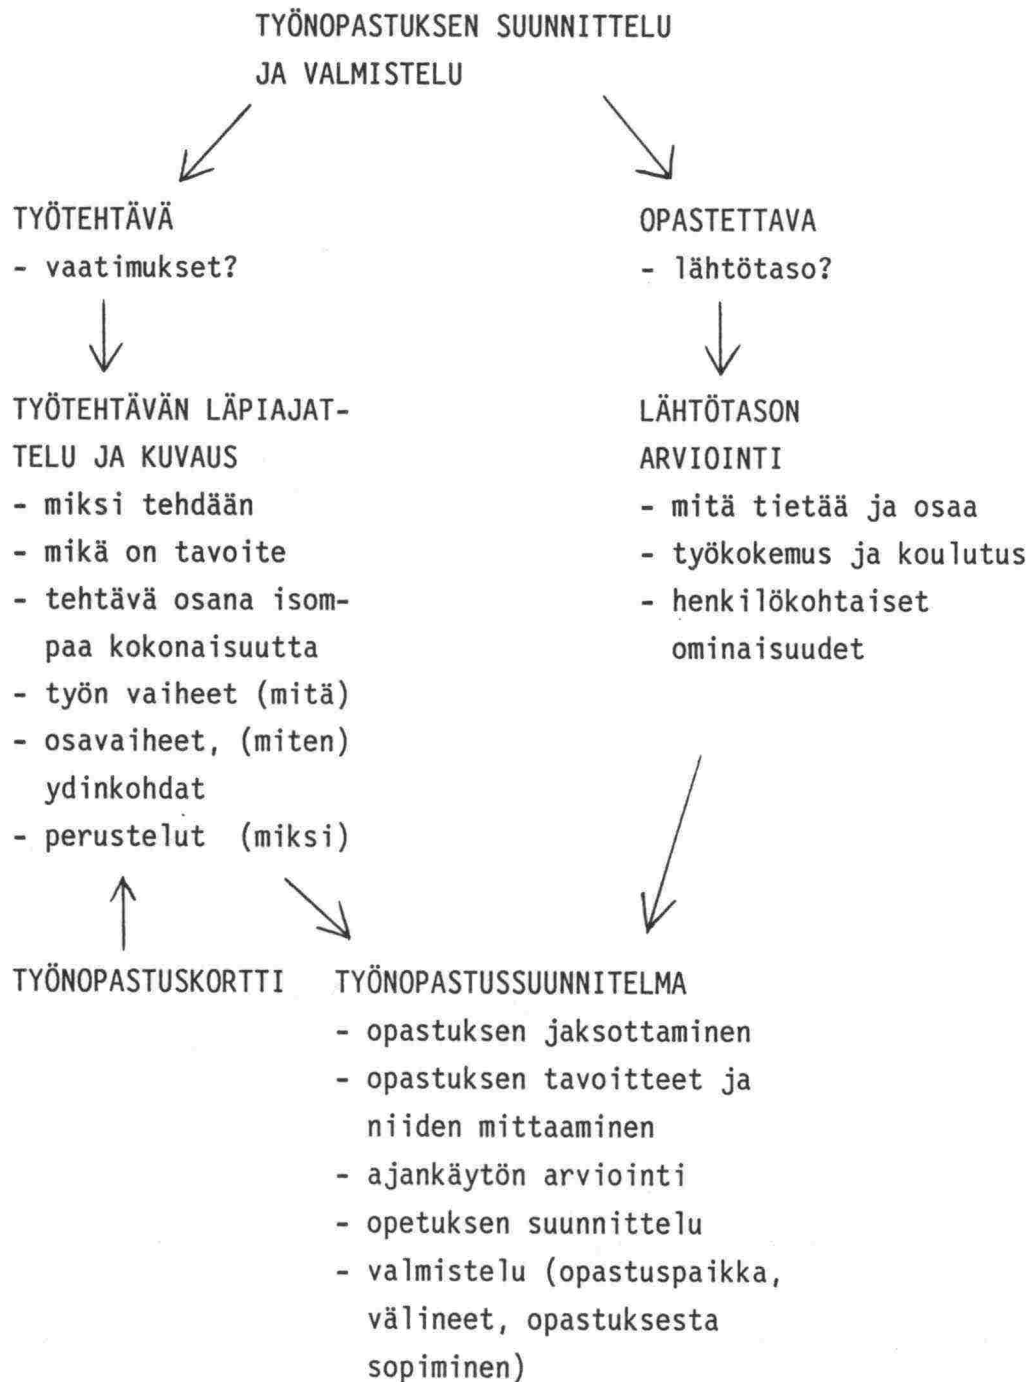 TYÖNOPASTUKSEN SUUNNITTELU
JA VALMISTELU
TYÖTEHTÄVÄ
- vaatimukset?
OPASTETTAVA
- lähtötaso?
TYÖTEHTÄVÄN LÄPIAJAT-
TELU JA KUVAUS
- miksi tehdään
- mikä on tavoite
- tehtävä osana isom-
paa kokonaisuutta
- työn vaiheet (mitä)
- osavaiheet, (miten)
ydinkohdat
- perustelut (miksi)
LÄHTÖTASON
ARVIOINTI
- mitä tietää ja osaa
- työkokemus ja koulutus
- henkilökohtaiset
ominaisuudet
TYÖNOPASTUSKORTTI
TYÖNOPASTUSSUUNNITELMA
- opastuksen jaksottaminen
- opastuksen tavoitteet ja
niiden mittaaminen
- ajankäytön arviointi
- opetuksen suunnittelu
- valmistelu (opastuspaikka,
välineet, opastuksesta
sopiminen)